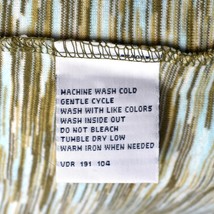 MACHINE WASH COLD
GENTLE CYCLE
WASH WITH LIKE COLORS
WASH INSIDE OUT
DO NOT BLEACH
TUMBLE DRY LOW
WARM IRON WHEN NEEDED
VDR 191 104